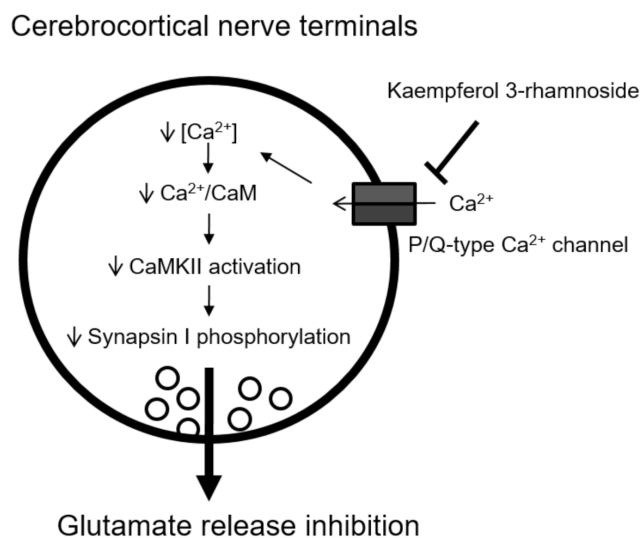 Cerebrocortical nerve terminals
Kaempferol 3-rhamnoside
↓ [Ca²⁺]
↓ Ca²⁺/CaM
Ca²⁺
P/Q-type Ca²⁺ channel
↓ CaMKII activation
↓ Synapsin I phosphorylation
Glutamate release inhibition